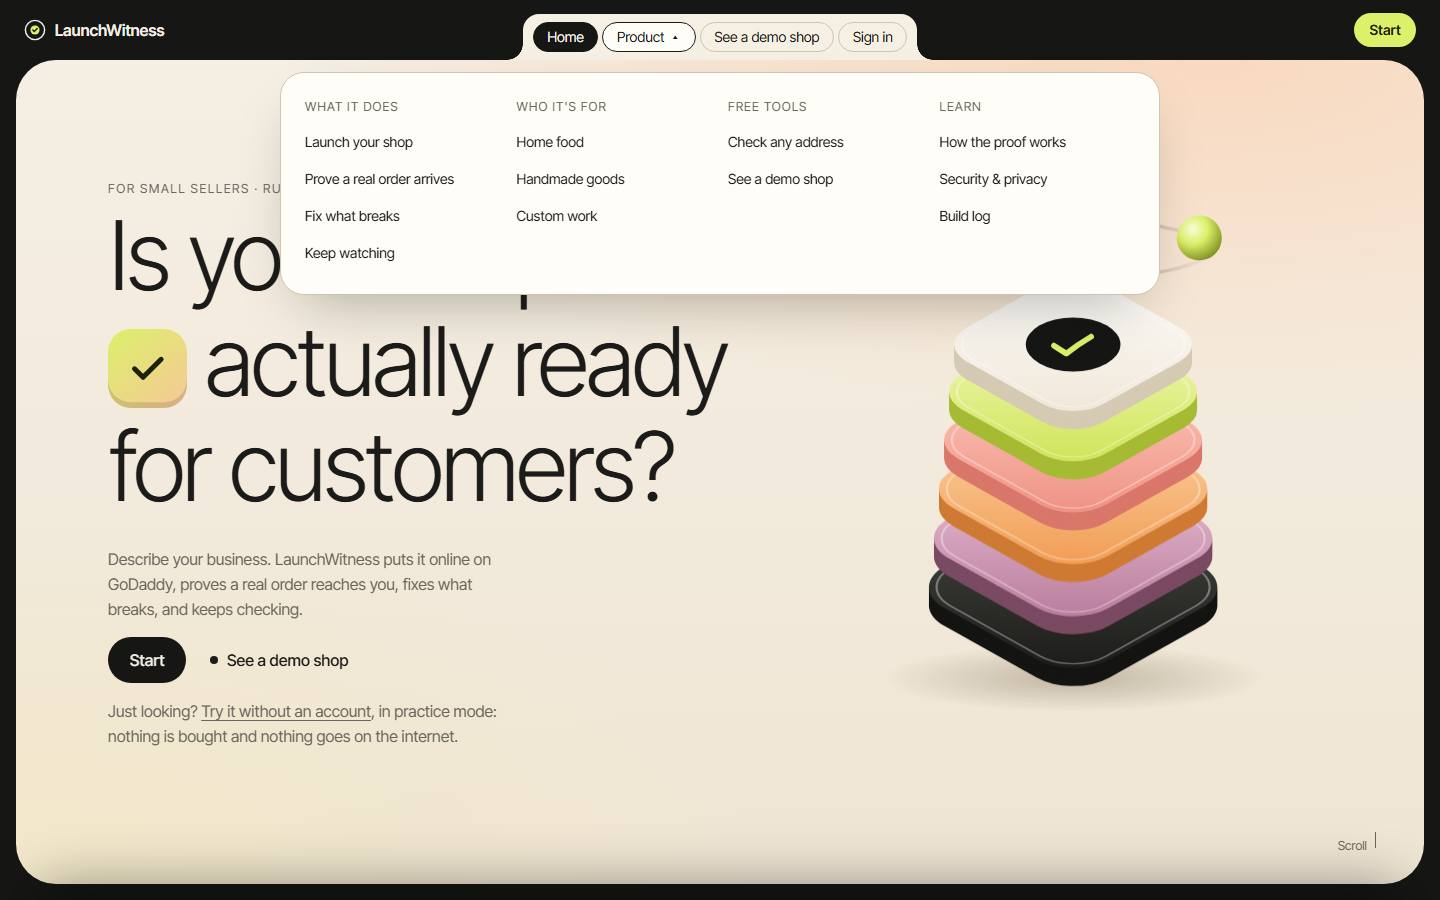 LaunchWitness
Home
Product
See a demo shop
Sign in
Start
WHAT IT DOES
Launch your shop
Prove a real order arrives
Fix what breaks
Keep watching
WHO IT'S FOR
Home food
Handmade goods
Custom work
FREE TOOLS
Check any address
See a demo shop
LEARN
How the proof works
Security & privacy
Build log
FOR SMALL SELLERS ·
Is
actually ready
for customers?
Describe your business. LaunchWitness puts it online on
GoDaddy, proves a real order reaches you, fixes what
breaks, and keeps checking.
Start
See a demo shop
Just looking? Try it without an account, in practice mode:
nothing is bought and nothing goes on the internet.
Scroll